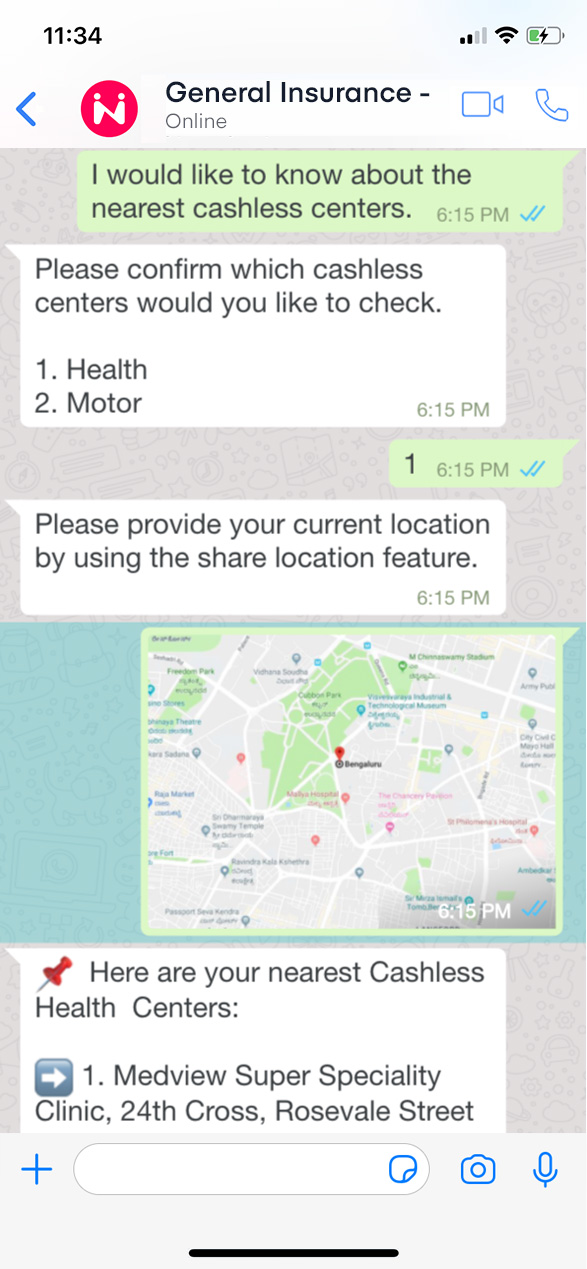 11:34
General Insurance -
Online
I would like to know about the
nearest cashless centers. 6:15 PM
Please confirm which cashless
centers would you like to check.
1. Health
2. Motor
6:15 PM
1 6:15 PM
Please provide your current location
by using the share location feature.
6:15 PM
M Chinnaswamy Stadium
Freedom Park
Vidhana Soudha
Army Publ
Cubbon Park
Visvesvaraya Industrial &
Technological Museum
City Civil C
Mayo Hall
Bengaluru
Raja Market
Mallya Hospital
The Chancery Pavilion
Brigade Rd
Sri Dharmaraya
Swamy Temple
St Philomena's Hospital
ore Fort
Ravindra Kala Kshethra
Ambedkar
Sir Mirza Ismail's
Passport Seva Kendra
6:15 PM
Here are your nearest Cashless
Health Centers:
1. Medview Super Speciality
Clinic, 24th Cross, Rosevale Street